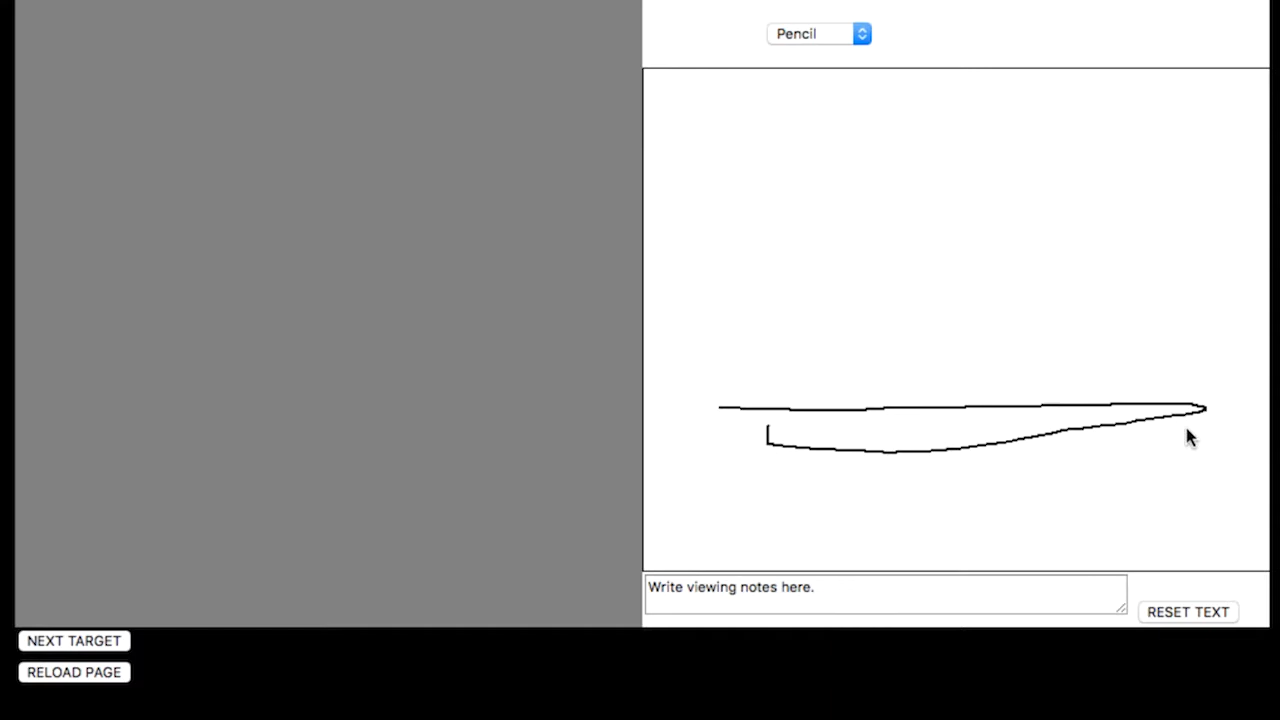 Pencil
Write viewing notes here.
RESET TEXT
NEXT TARGET
RELOAD PAGE